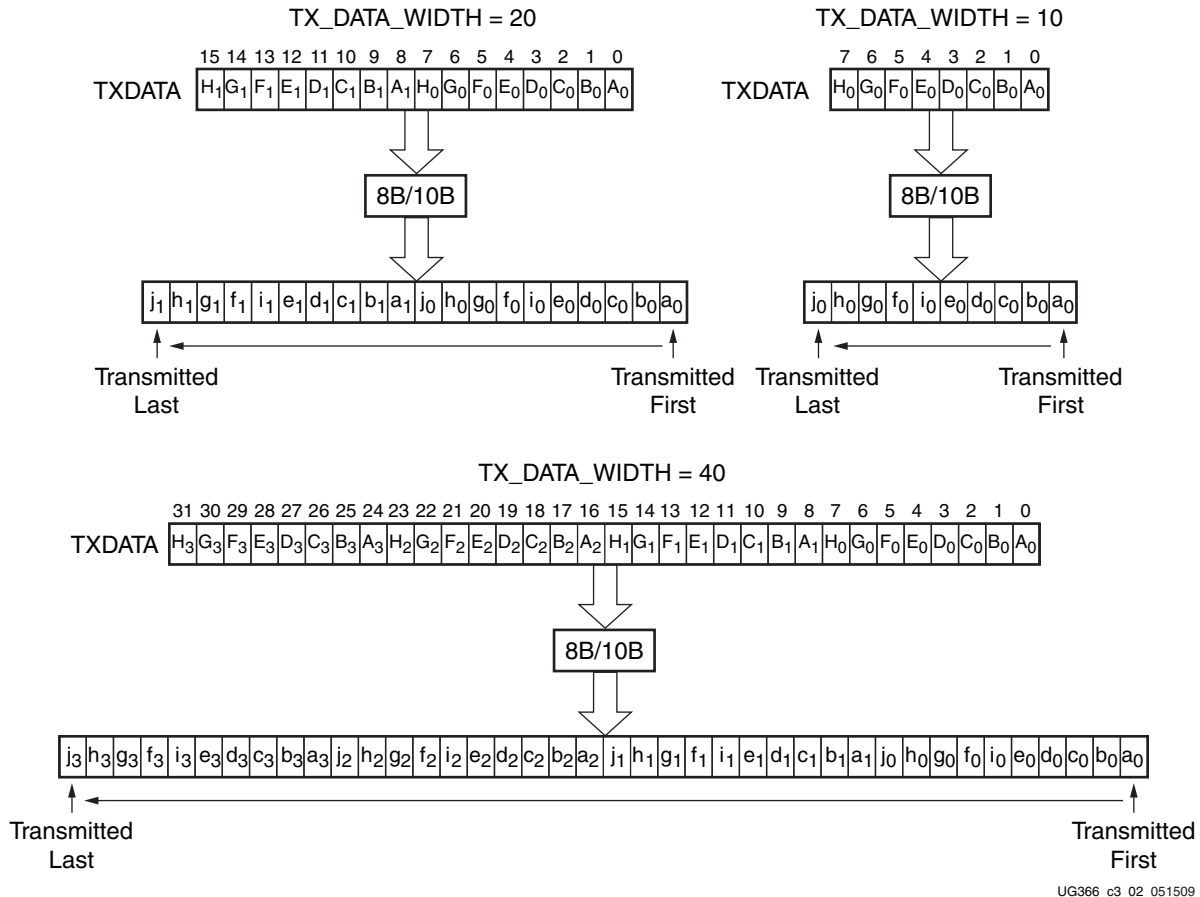 TX_DATA_WIDTH = 20
15 14 13 12 11 10 9 8 7 6 5 4 3 2 1 0
TXDATA H₁ G₁ F₁ E₁ D₁ C₁ B₁ A₁ H₀ G₀ F₀ E₀ D₀ C₀ B₀ A₀
8B/10B
j₁ h₁ g₁ f₁ i₁ e₁ d₁ c₁ b₁ a₁ j₀ h₀ g₀ f₀ i₀ e₀ d₀ c₀ b₀ a₀
Transmitted
Last
Transmitted
First
TX_DATA_WIDTH = 10
7 6 5 4 3 2 1 0
TXDATA H₀ G₀ F₀ E₀ D₀ C₀ B₀ A₀
8B/10B
j₀ h₀ g₀ f₀ i₀ e₀ d₀ c₀ b₀ a₀
Transmitted
Last
Transmitted
First
TX_DATA_WIDTH = 40
31 30 29 28 27 26 25 24 23 22 21 20 19 18 17 16 15 14 13 12 11 10 9 8 7 6 5 4 3 2 1 0
TXDATA H₃ G₃ F₃ E₃ D₃ C₃ B₃ A₃ H₂ G₂ F₂ E₂ D₂ C₂ B₂ A₂ H₁ G₁ F₁ E₁ D₁ C₁ B₁ A₁ H₀ G₀ F₀ E₀ D₀ C₀ B₀ A₀
8B/10B
j₃ h₃ g₃ f₃ i₃ e₃ d₃ c₃ b₃ a₃ j₂ h₂ g₂ f₂ i₂ e₂ d₂ c₂ b₂ a₂ j₁ h₁ g₁ f₁ i₁ e₁ d₁ c₁ b₁ a₁ j₀ h₀ g₀ f₀ i₀ e₀ d₀ c₀ b₀ a₀
Transmitted
Last
Transmitted
First
UG366_c3_02_051509